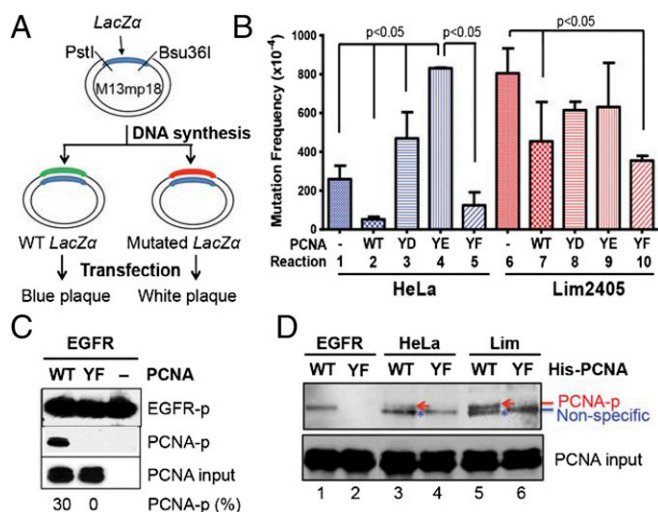 A
LacZα
PstI
Bsu36I
M13mp18
DNA synthesis
WT LacZα
Mutated LacZα
Transfection
Blue plaque
White plaque
B
Mutation Frequency (x10⁻⁴)
1000
800
600
400
200
0
p<0.05
p<0.05
p<0.05
PCNA - WT YD YE YF - WT YD YE YF
Reaction 1 2 3 4 5 6 7 8 9 10
HeLa Lim2405
C
EGFR
WT YF – PCNA
EGFR-p
PCNA-p
PCNA input
30 0 PCNA-p (%)
D
EGFR HeLa Lim
WT YF WT YF WT YF His-PCNA
PCNA-p
* * Non-specific
PCNA input
1 2 3 4 5 6